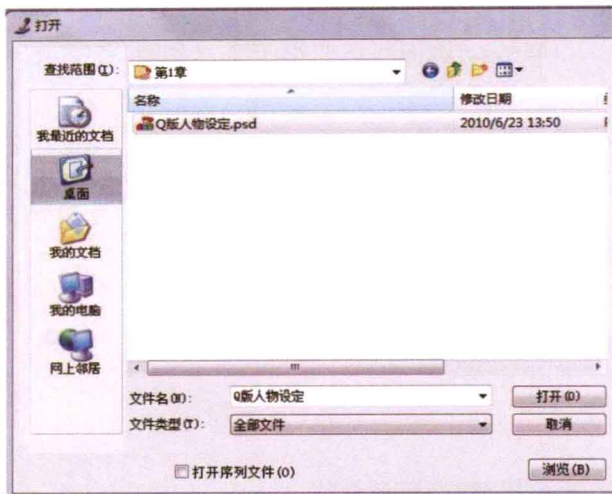 打开
查找范围(I): 第1章
名称 修改日期
Q版人物设定.psd 2010/6/23 13:50
我最近的文档
桌面
我的文档
我的电脑
网上邻居
文件名(N): Q版人物设定 打开(O)
文件类型(T): 全部文件 取消
打开序列文件(O) 浏览(B)